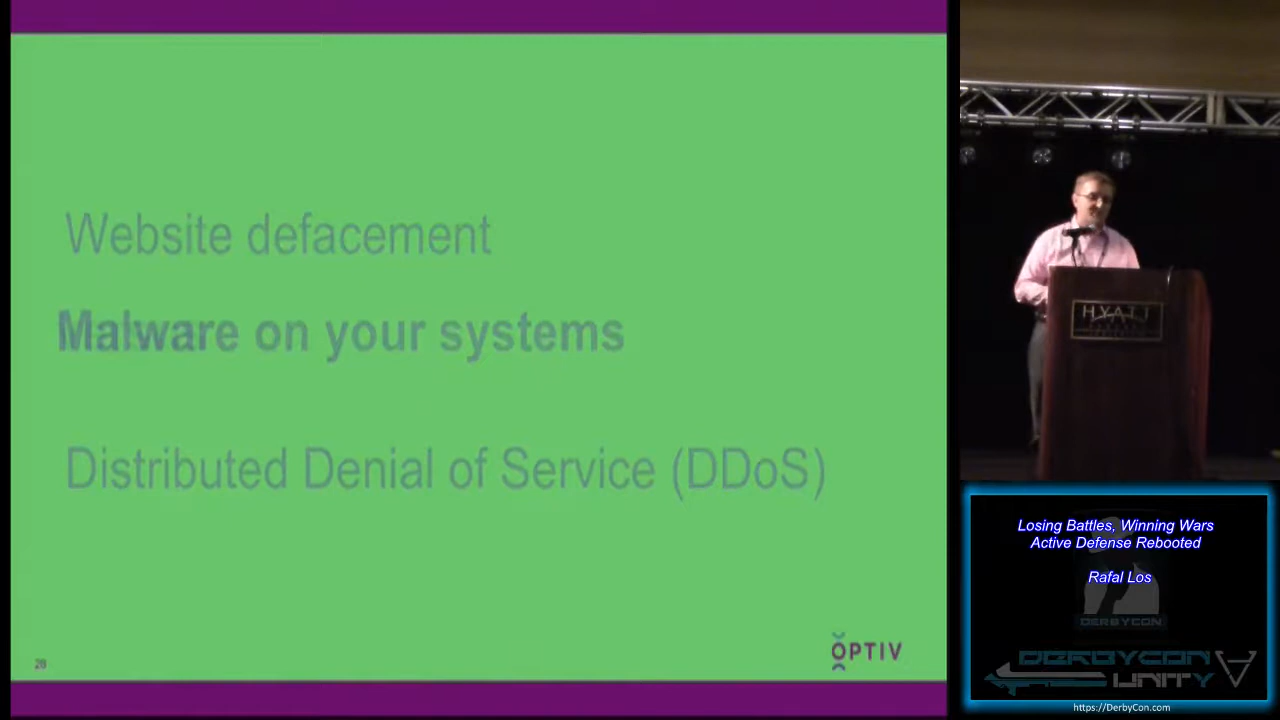 Website defacement
Malware on your systems
Distributed Denial of Service (DDoS)
28
OPTIV
HYATT
Losing Battles, Winning Wars
Active Defense Rebooted
Rafal Los
DERBYCON
DERBYCON
UNITY
https://DerbyCon.com